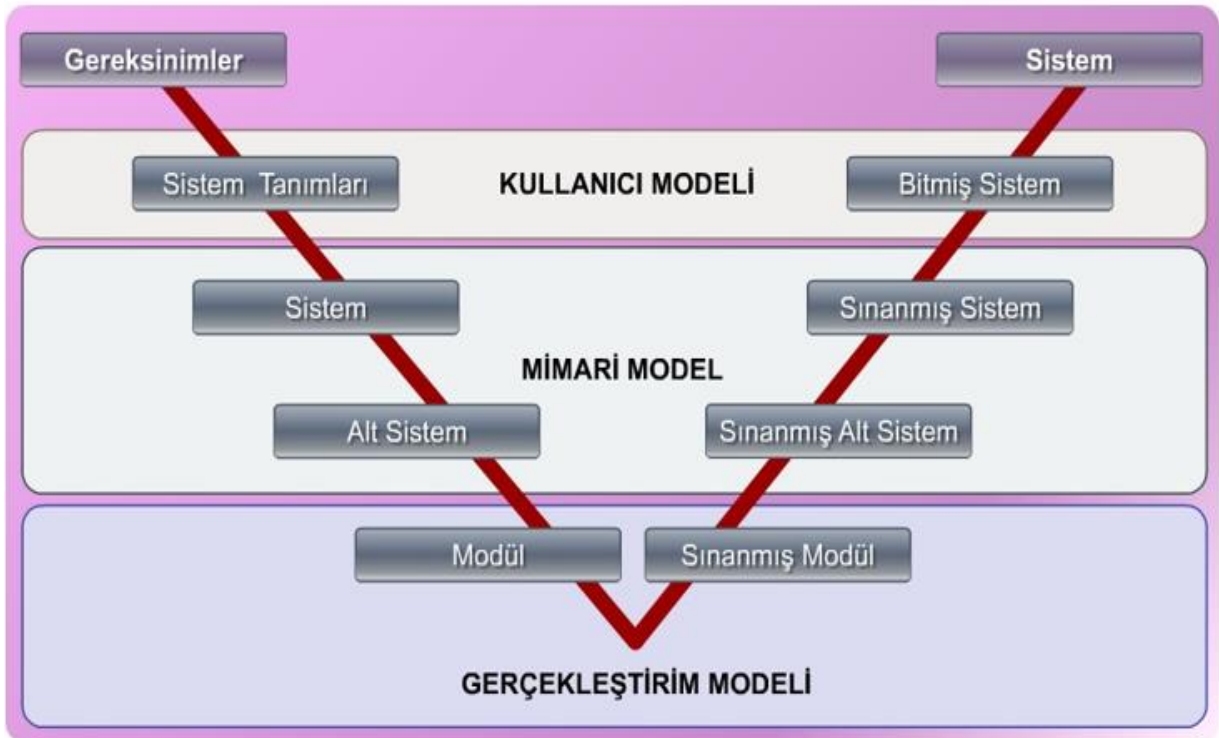 Gereksinimler
Sistem
Sistem Tanımları
KULLANICI MODELİ
Bitmiş Sistem
Sistem
Sınanmış Sistem
MİMARİ MODEL
Alt Sistem
Sınanmış Alt Sistem
Modül
Sınanmış Modül
GERÇEKLEŞTİRİM MODELİ